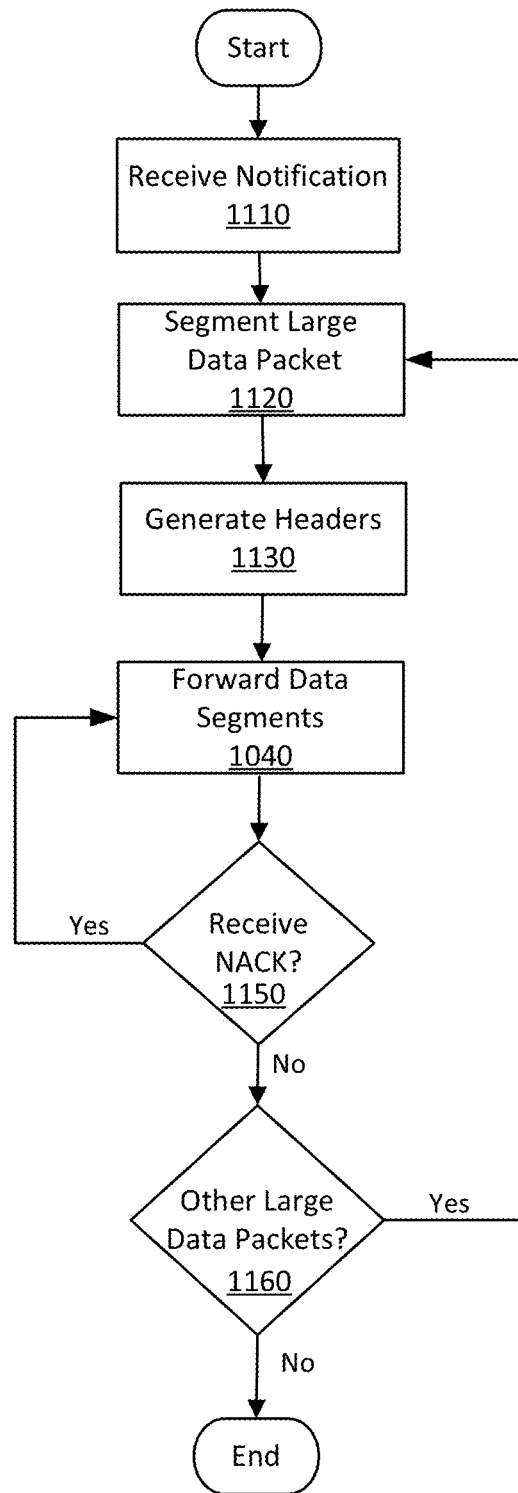 Start
Receive Notification
1110
Segment Large
Data Packet
1120
Generate Headers
1130
Forward Data
Segments
1040
Yes
Receive
NACK?
1150
No
Other Large
Data Packets?
1160
Yes
No
End